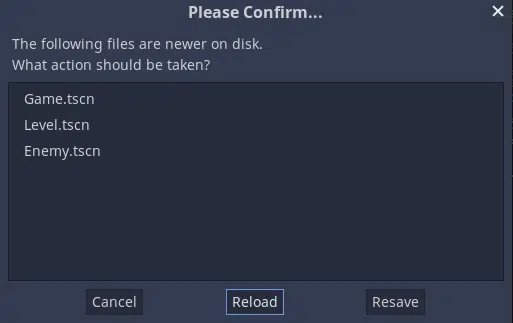 Please Confirm...
The following files are newer on disk.
What action should be taken?
Game.tscn
Level.tscn
Enemy.tscn
Cancel Reload Resave